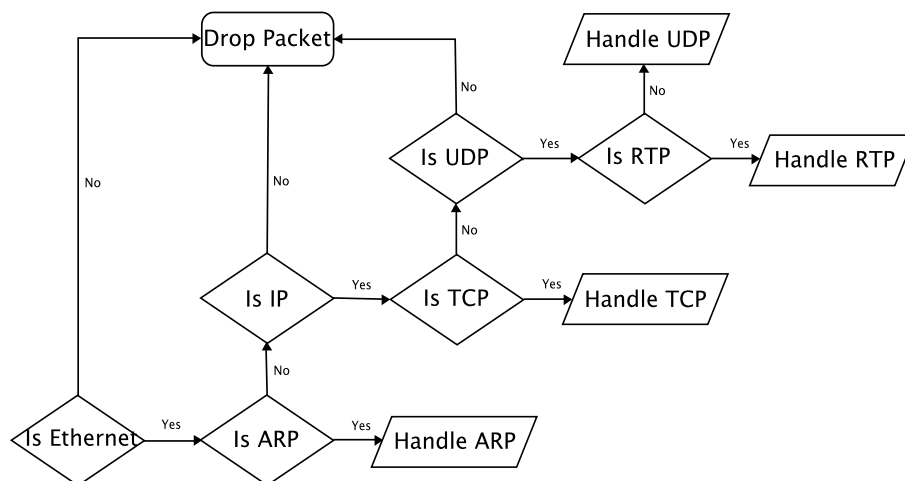 Drop Packet
Handle UDP
No
No
Is UDP
Yes
Is RTP
Yes
Handle RTP
No
No
No
Is IP
Yes
Is TCP
Yes
Handle TCP
No
Is Ethernet
Yes
Is ARP
Yes
Handle ARP